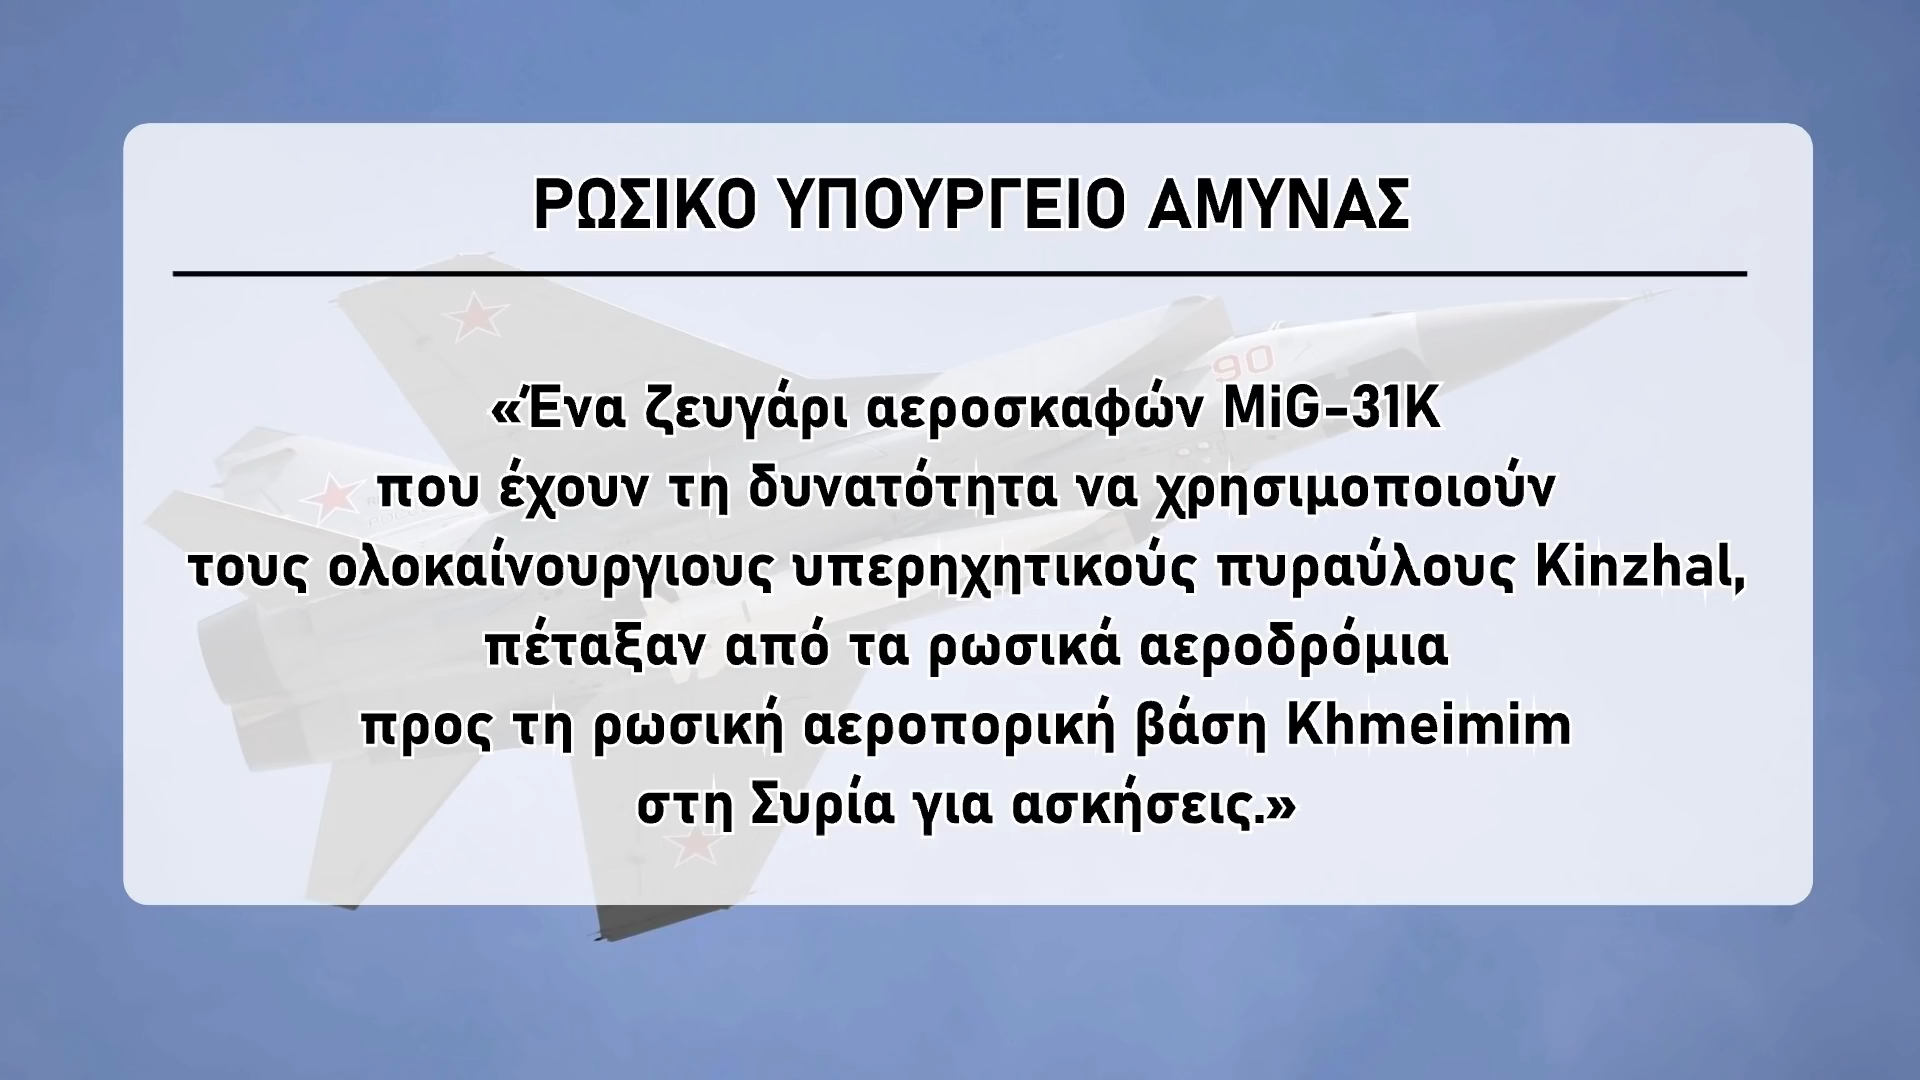 ΡΩΣΙΚΟ ΥΠΟΥΡΓΕΙΟ ΑΜΥΝΑΣ
90
«Ένα ζευγάρι αεροσκαφών MiG-31K
που έχουν τη δυνατότητα να χρησιμοποιούν
τους ολοκαίνουργιους υπερηχητικούς πυραύλους Kinzhal,
πέταξαν από τα ρωσικά αεροδρόμια
προς τη ρωσική αεροπορική βάση Khmeimim
στη Συρία για ασκήσεις.»